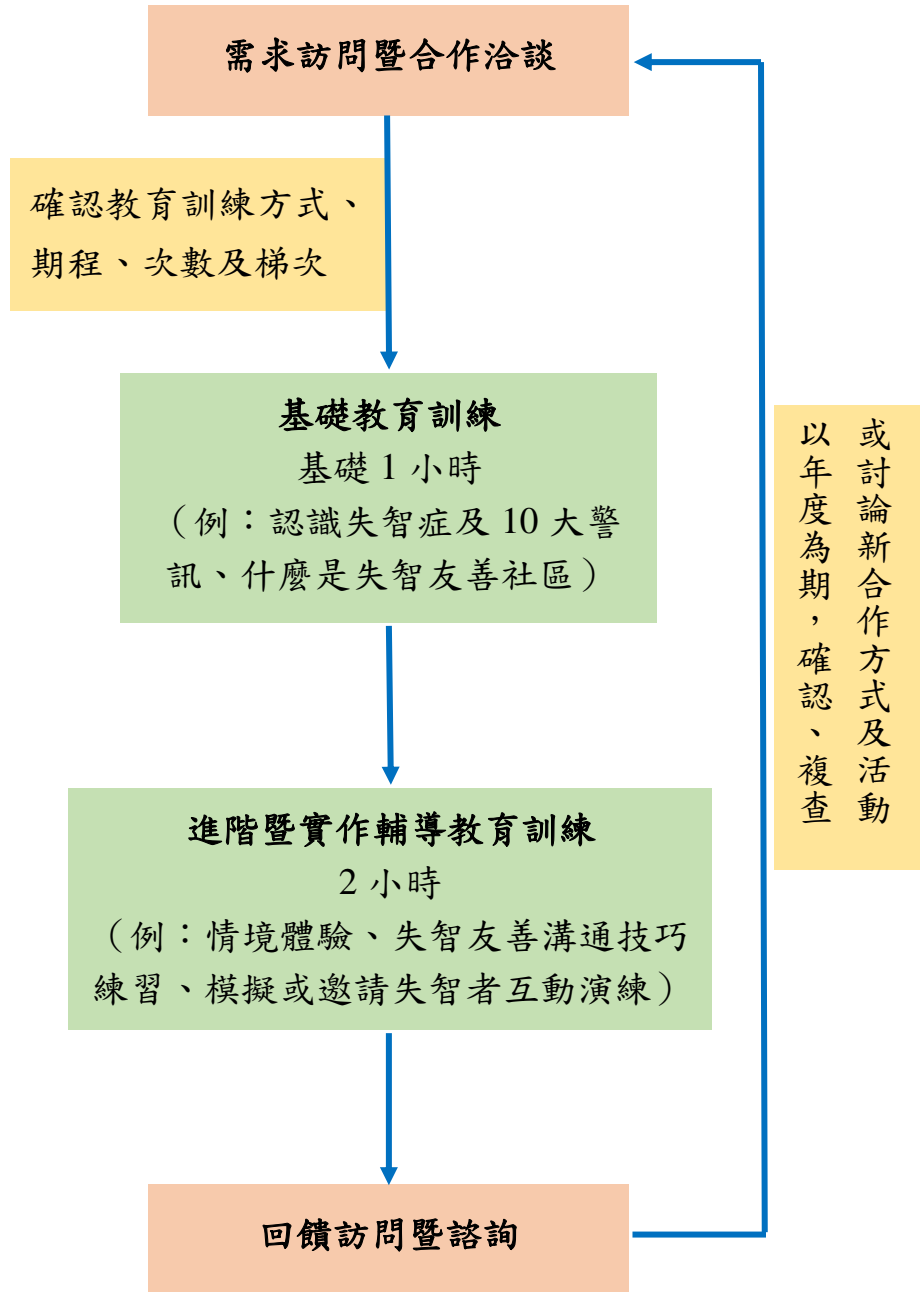 需求訪問暨合作洽談
確認教育訓練方式、
期程、次數及梯次
基礎教育訓練
基礎 1 小時
（例：認識失智症及 10 大警
訊、什麼是失智友善社區）
以年度為期，確認、複查
或討論新合作方式及活動
進階暨實作輔導教育訓練
2 小時
（例：情境體驗、失智友善溝通技巧
練習、模擬或邀請失智者互動演練）
回饋訪問暨諮詢